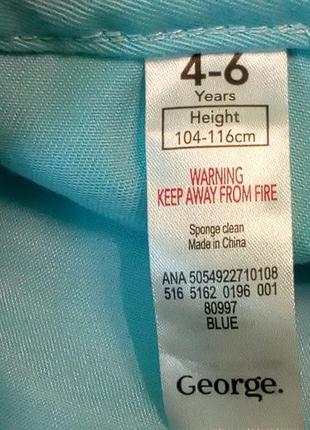 4-6
Years
Height
104-116cm
WARNING
KEEP AWAY FROM FIRE
Sponge clean
Made in China
ANA 5054922710108
516 5162 0196 001
80997
BLUE
George.